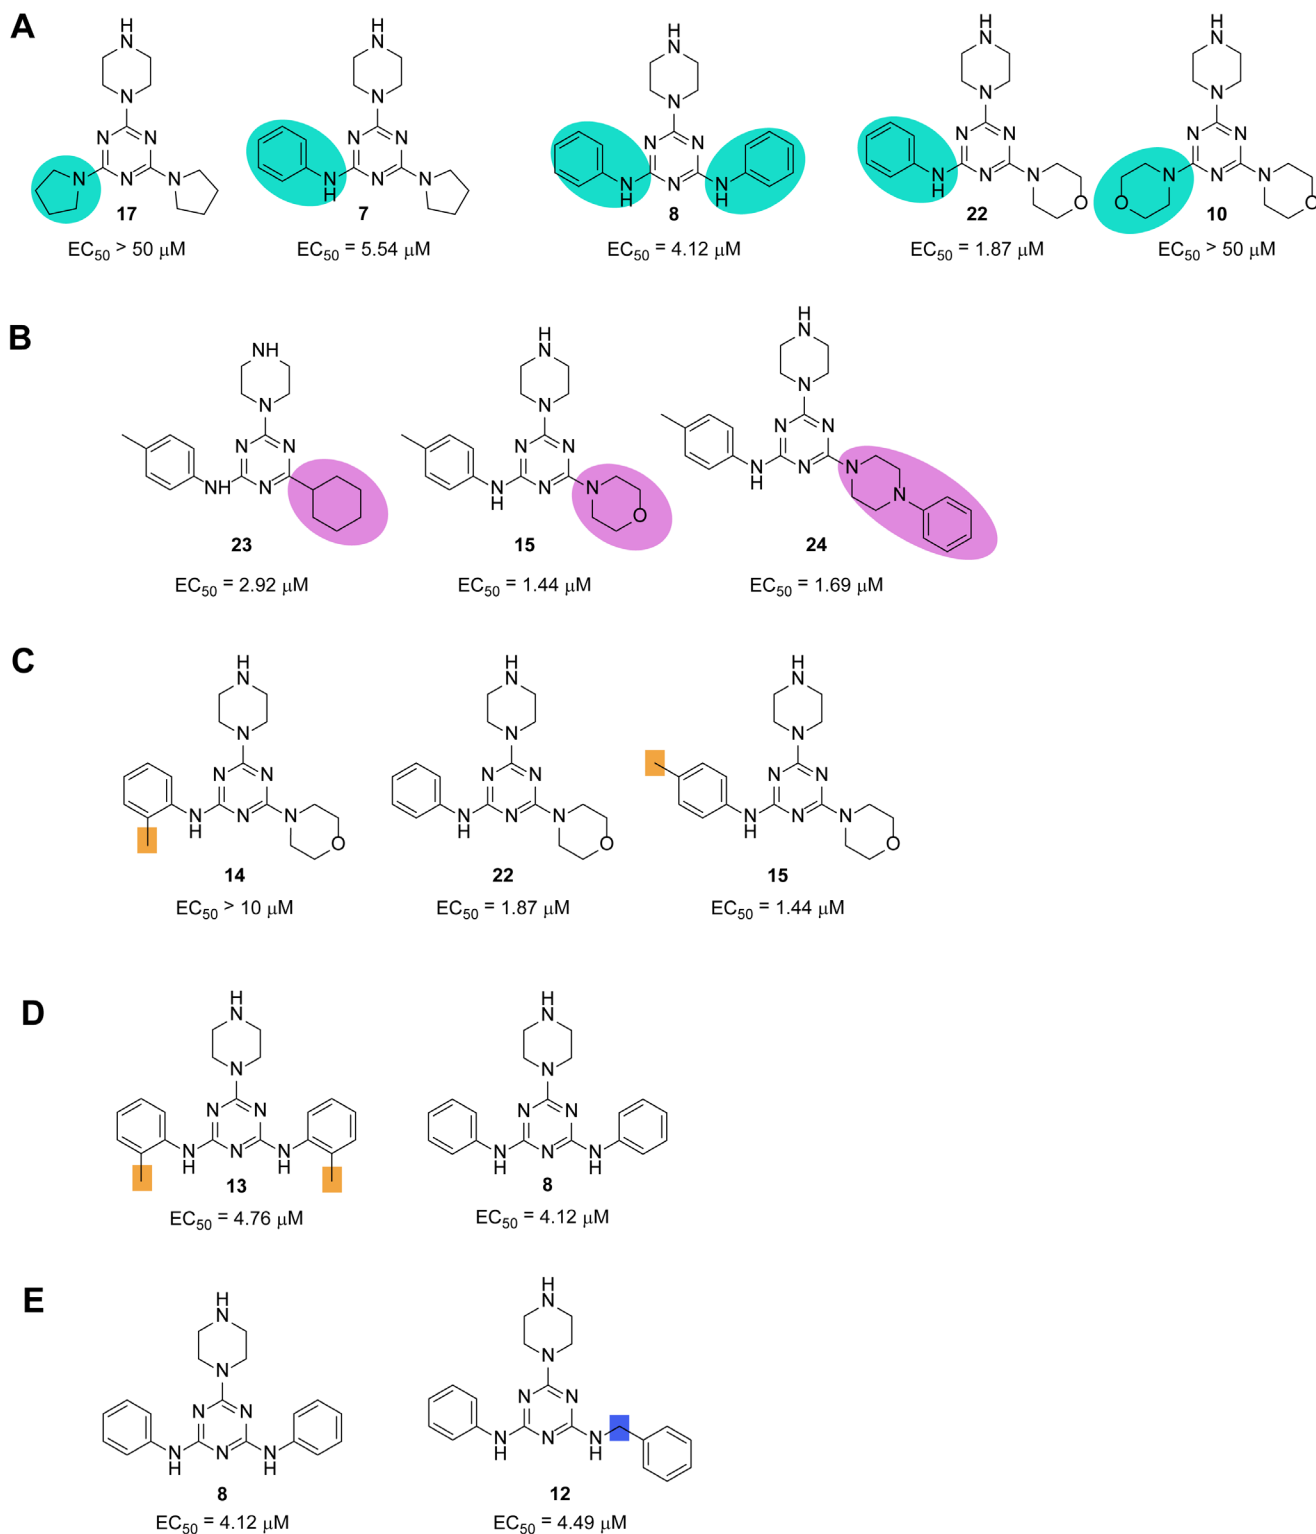 A
17 7 8 22 10
EC50 > 50 μM EC50 = 5.54 μM EC50 = 4.12 μM EC50 = 1.87 μM EC50 > 50 μM
B
23 15 24
EC50 = 2.92 μM EC50 = 1.44 μM EC50 = 1.69 μM
C
14 22 15
EC50 > 10 μM EC50 = 1.87 μM EC50 = 1.44 μM
D
13 8
EC50 = 4.76 μM EC50 = 4.12 μM
E
8 12
EC50 = 4.12 μM EC50 = 4.49 μM